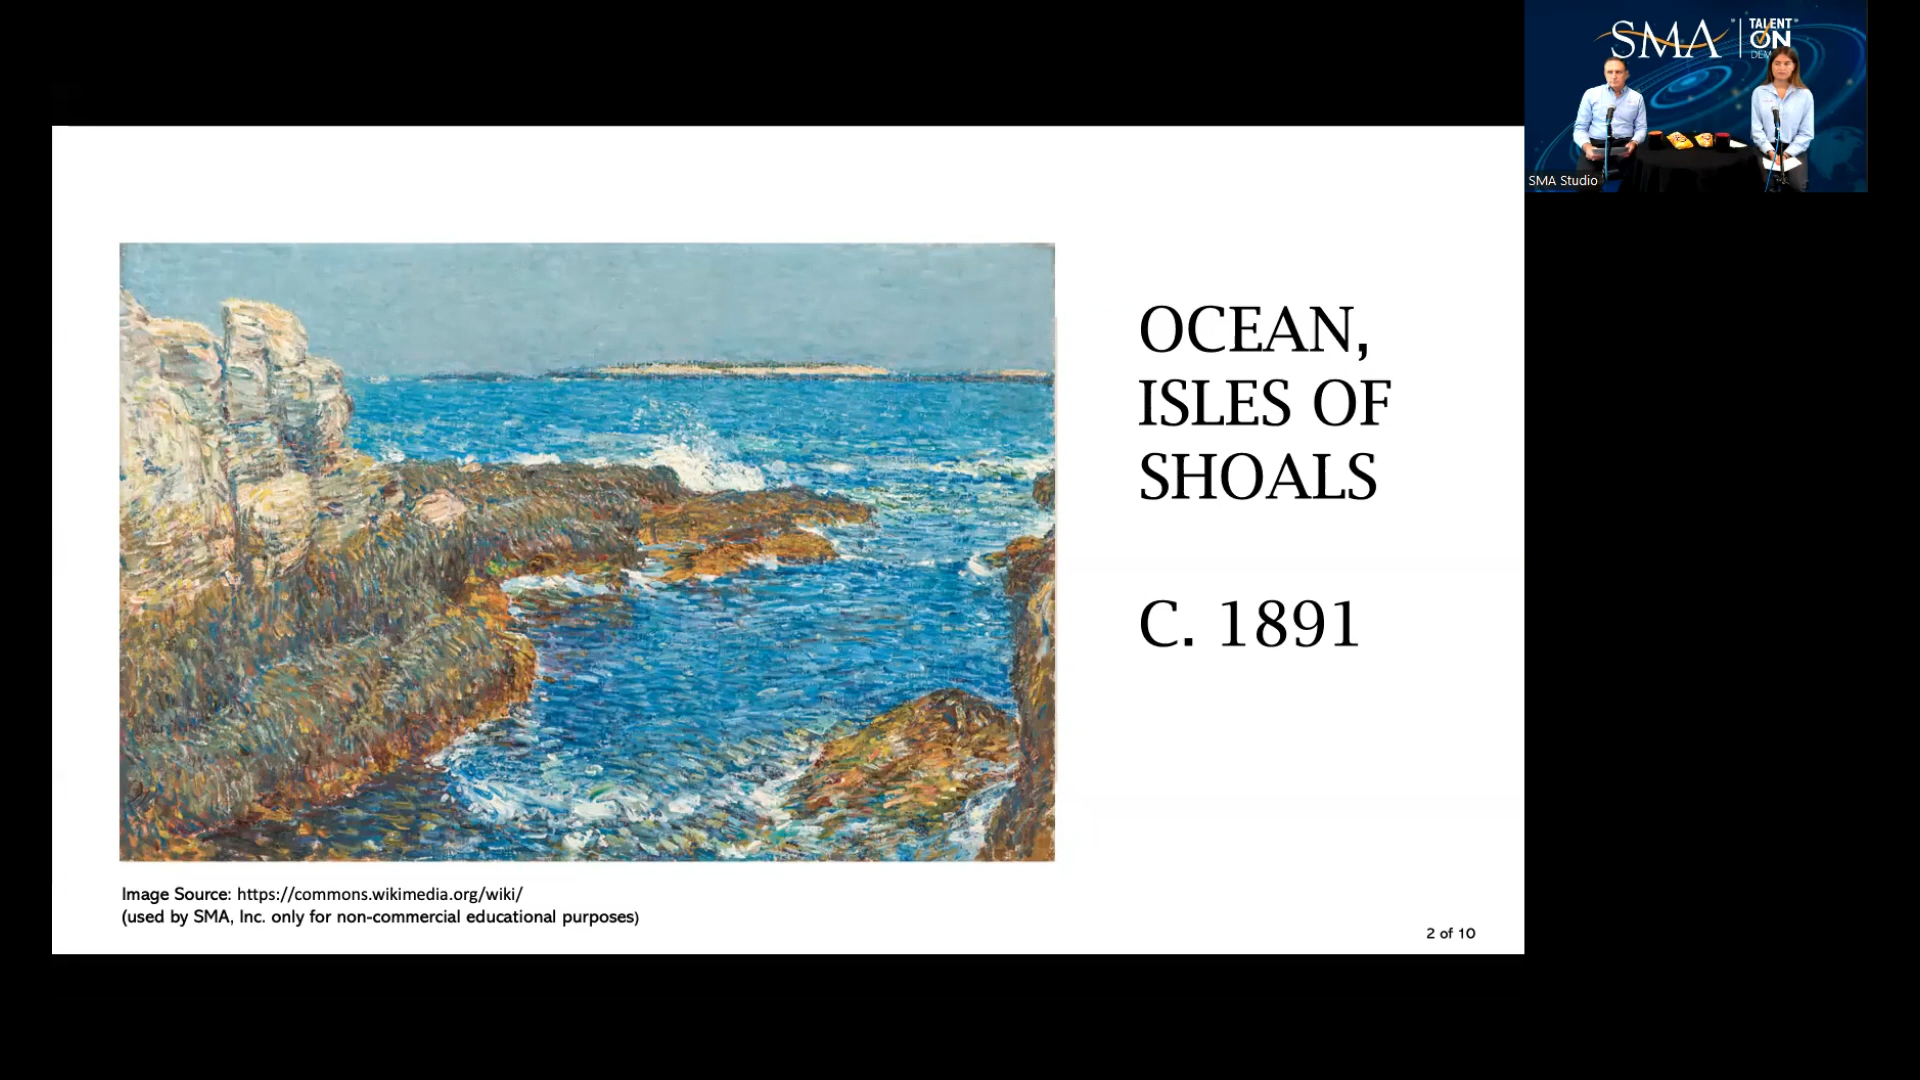 SMA | TALENT
ON
DEM
SMA Studio
OCEAN,
ISLES OF
SHOALS
C. 1891
Image Source: https://commons.wikimedia.org/wiki/
(used by SMA, Inc. only for non-commercial educational purposes)
2 of 10